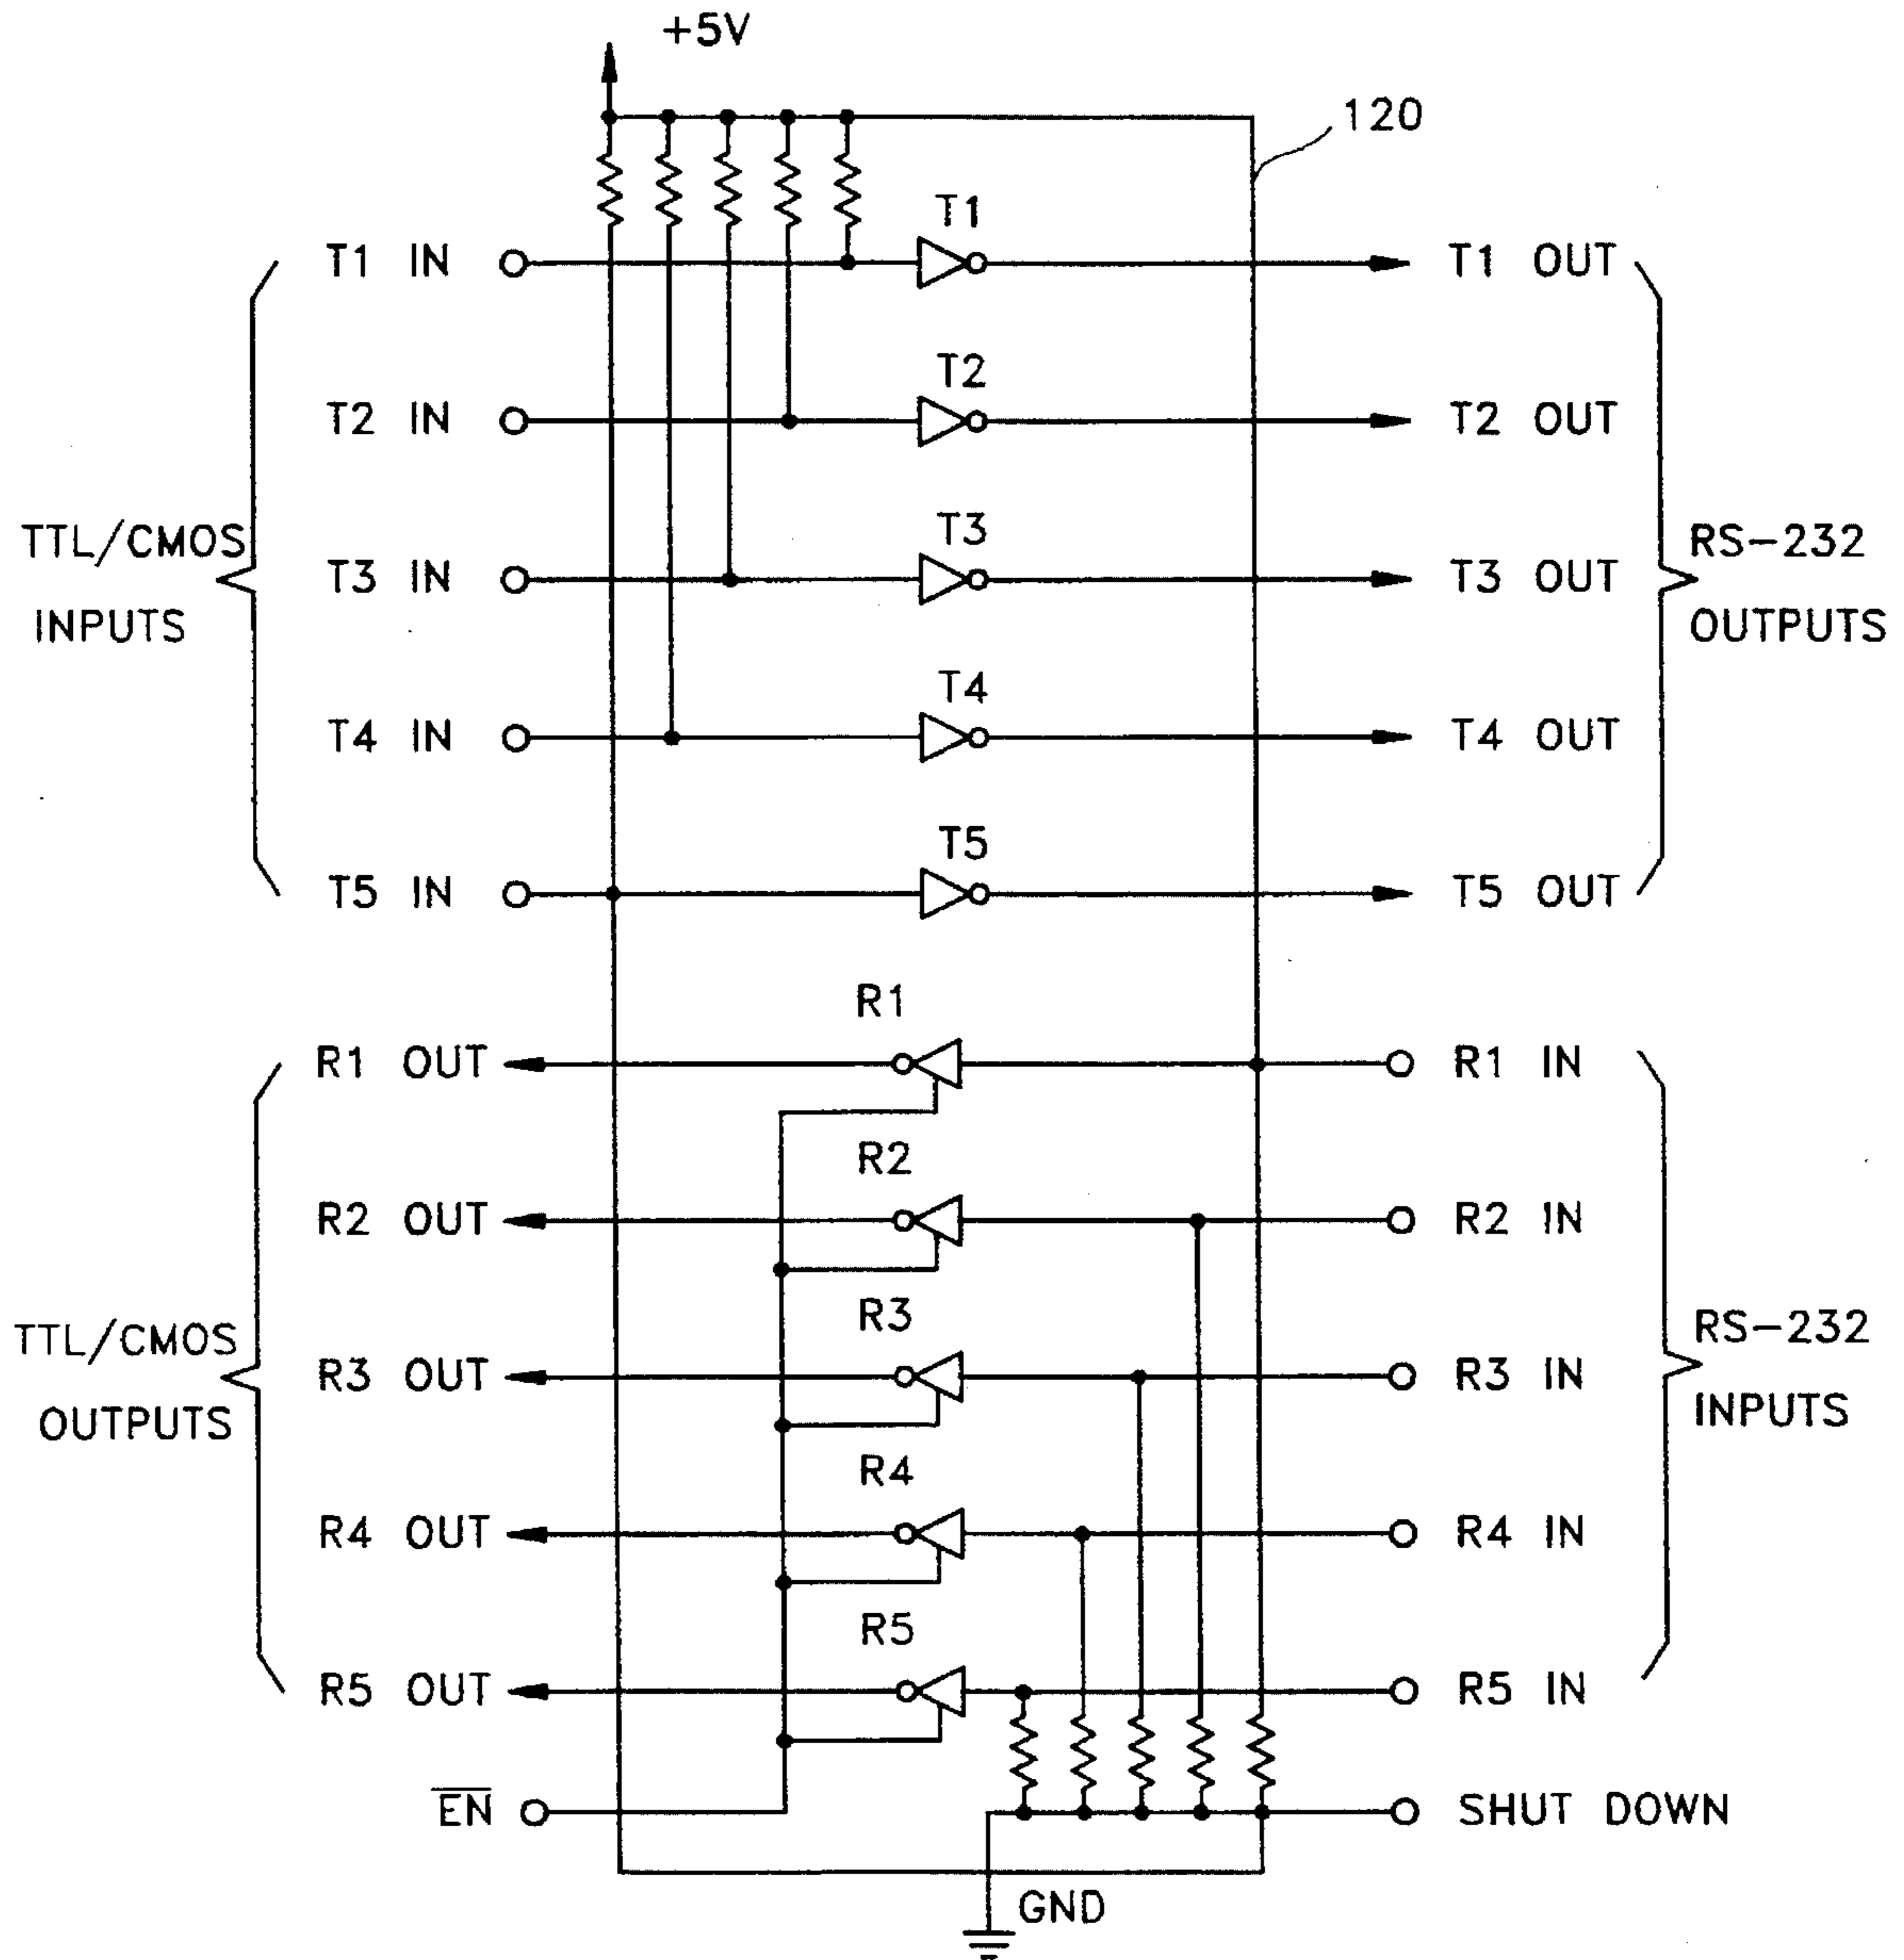 +5V
120
T1
T1 IN
T1 OUT
T2
T2 IN
T2 OUT
TTL/CMOS
INPUTS
T3
T3 IN
T3 OUT
RS-232
OUTPUTS
T4
T4 IN
T4 OUT
T5
T5 IN
T5 OUT
R1
R1 OUT
R1 IN
R2
R2 OUT
R2 IN
TTL/CMOS
OUTPUTS
R3
R3 OUT
R3 IN
RS-232
INPUTS
R4
R4 OUT
R4 IN
R5
R5 OUT
R5 IN
E̅N̅
SHUT DOWN
GND